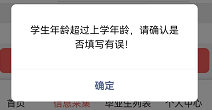 学生年龄超过上学年龄，请确认是
否填写有误！
确定
首页 信息采集 毕业生列表 个人中心